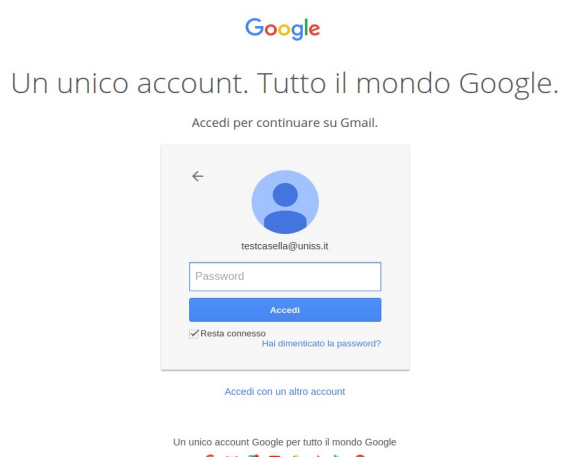 Google
Un unico account. Tutto il mondo Google.
Accedi per continuare su Gmail.
testcasella@uniss.it
Password
Accedi
Resta connesso
Hai dimenticato la password?
Accedi con un altro account
Un unico account Google per tutto il mondo Google